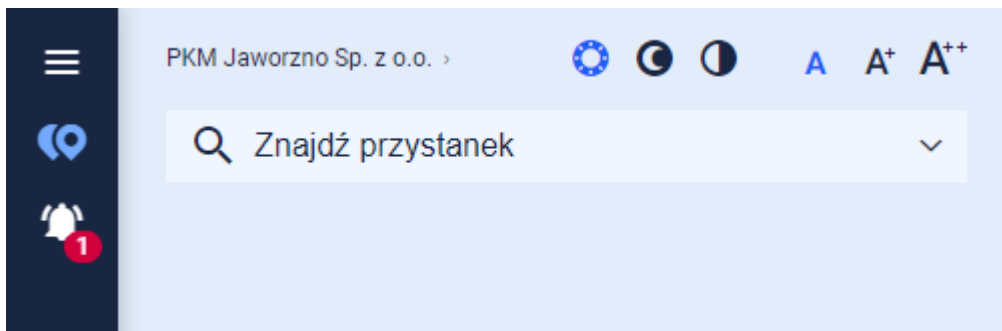 PKM Jaworzno Sp. z o.o. ›
A A+ A++
Znajdź przystanek
1